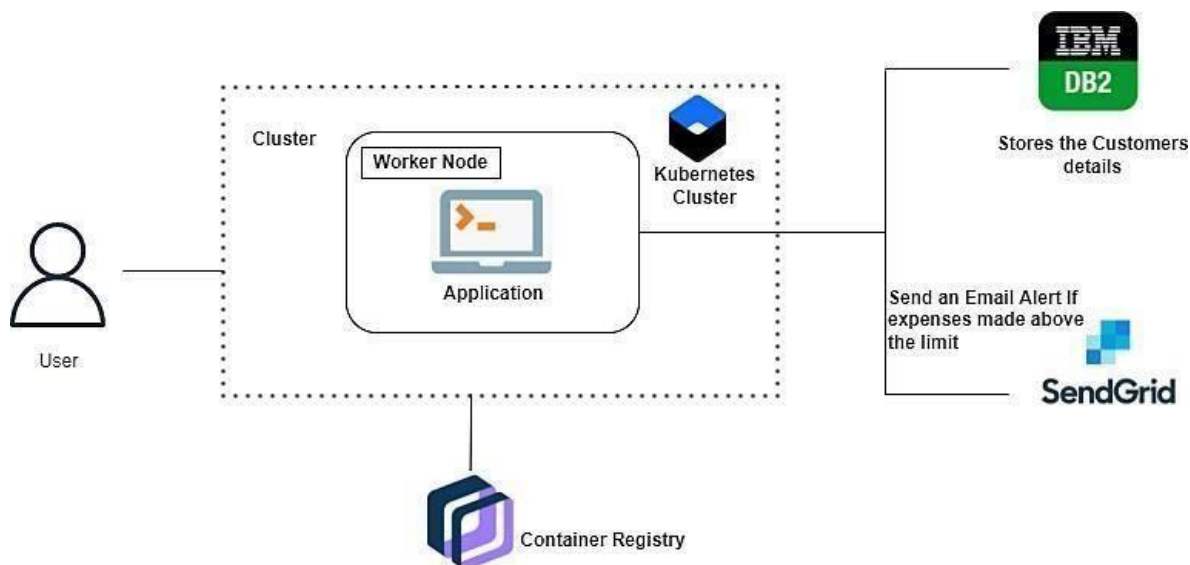 IBM
DB2
Stores the Customers
details
Cluster
Worker Node
Kubernetes
Cluster
Application
User
Send an Email Alert If
expenses made above
the limit
SendGrid
Container Registry